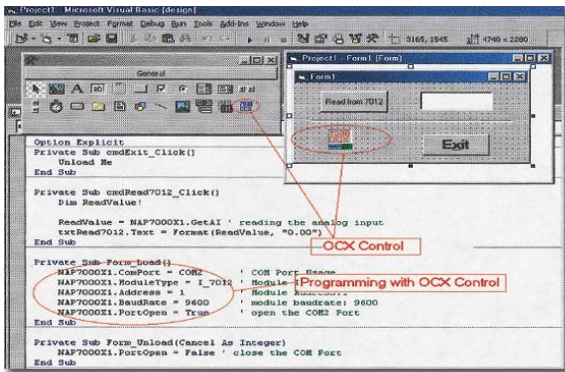 Project1 - Microsoft Visual Basic [design]
File Edit View Project Format Debug Run Tools Add-Ins Window Help
3165, 1545 4740 x 2280
General
A ab|
Project1 - Form1 (Form)
Form1
Read from 7012
Exit
Option Explicit
Private Sub cmdExit_Click()
Unload Me
End Sub
Private Sub cmdRead7012_Click()
Dim ReadValue!
ReadValue = NAP7000X1.GetAI ' reading the analog input
txtRead7012.Text = Format(ReadValue, "0.00")
End Sub
OCX Control
Private Sub Form_Load()
NAP7000X1.ComPort = COM2 ' COM Port Usage
NAP7000X1.ModuleType = I_7012 ' Module
Programming with OCX Control
NAP7000X1.Address = 1 ' Module
NAP7000X1.BaudRate = 9600 ' module baudrate: 9600
NAP7000X1.PortOpen = True ' open the COM2 Port
End Sub
Private Sub Form_Unload(Cancel As Integer)
NAP7000X1.PortOpen = False ' close the COM Port
End Sub